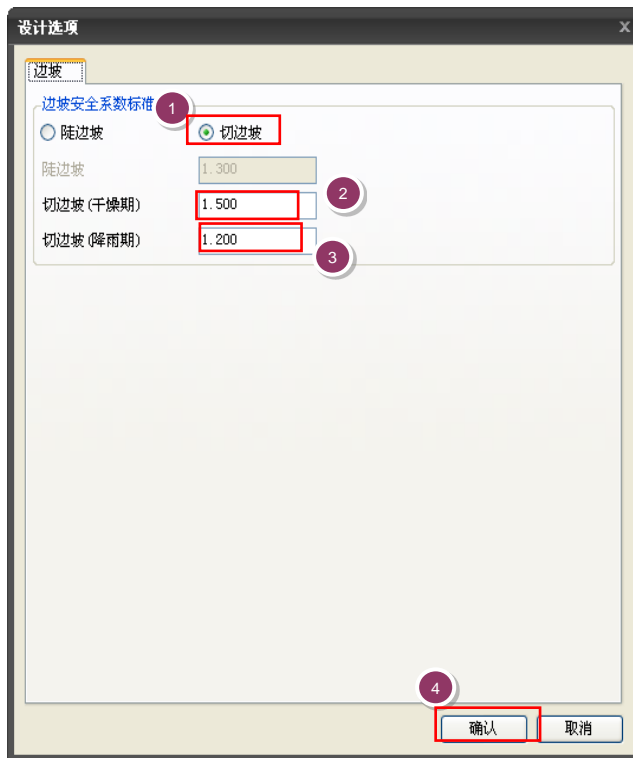 设计选项 x
边坡
边坡安全系数标准 1
陡边坡 切边坡
陡边坡 1.300
切边坡(干燥期) 1.500 2
切边坡(降雨期) 1.200
3
4
确认 取消